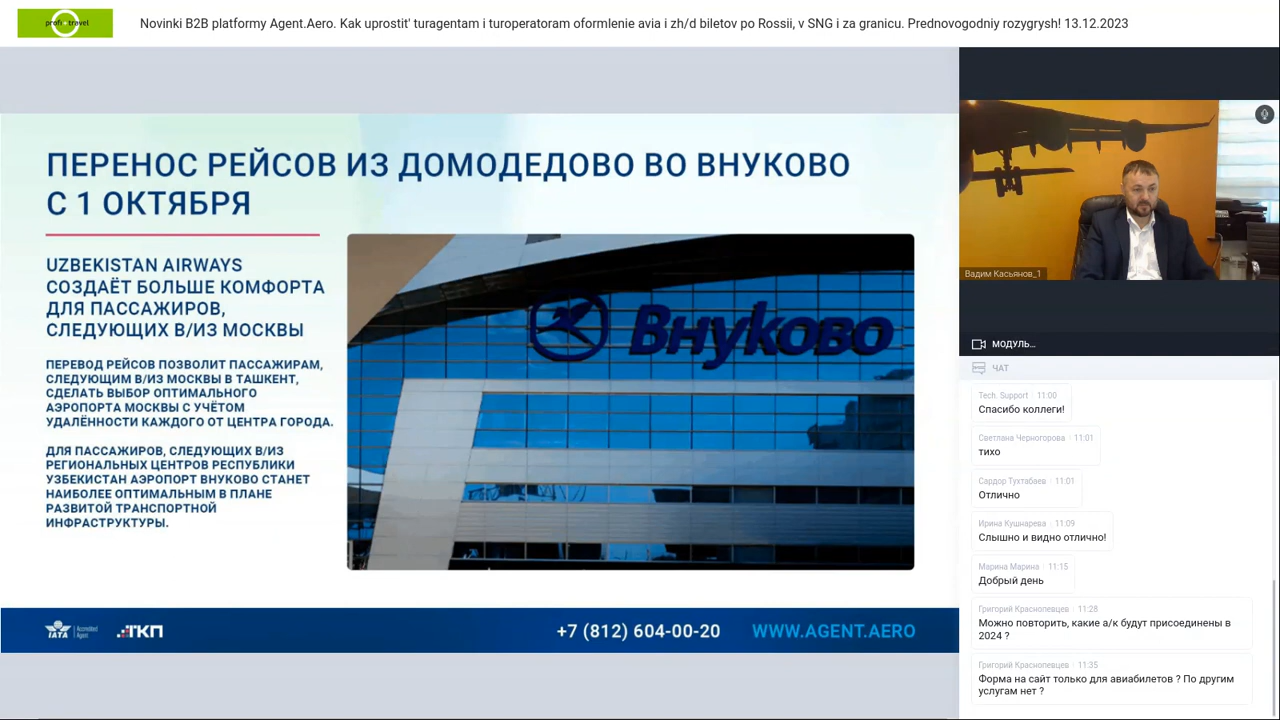 profi travel
Novinki B2B platformy Agent.Aero. Kak uprostit' turagentam i turoperatoram oformlenie avia i zh/d biletov po Rossii, v SNG i za granicu. Prednovogodniy rozygrysh! 13.12.2023
ПЕРЕНОС РЕЙСОВ ИЗ ДОМОДЕДОВО ВО ВНУКОВО
С 1 ОКТЯБРЯ
UZBEKISTAN AIRWAYS
СОЗДАЁТ БОЛЬШЕ КОМФОРТА
ДЛЯ ПАССАЖИРОВ,
СЛЕДУЮЩИХ В/ИЗ МОСКВЫ
ПЕРЕВОД РЕЙСОВ ПОЗВОЛИТ ПАССАЖИРАМ,
СЛЕДУЮЩИМ В/ИЗ МОСКВЫ В ТАШКЕНТ,
СДЕЛАТЬ ВЫБОР ОПТИМАЛЬНОГО
АЭРОПОРТА МОСКВЫ С УЧЁТОМ
УДАЛЁННОСТИ КАЖДОГО ОТ ЦЕНТРА ГОРОДА.
ДЛЯ ПАССАЖИРОВ, СЛЕДУЮЩИХ В/ИЗ
РЕГИОНАЛЬНЫХ ЦЕНТРОВ РЕСПУБЛИКИ
УЗБЕКИСТАН АЭРОПОРТ ВНУКОВО СТАНЕТ
НАИБОЛЕЕ ОПТИМАЛЬНЫМ В ПЛАНЕ
РАЗВИТОЙ ТРАНСПОРТНОЙ
ИНФРАСТРУКТУРЫ.
Внуково
IATA Accredited Agent
ТКП
+7 (812) 604-00-20
WWW.AGENT.AERO
Вадим Касьянов_1
МОДУЛЬ...
ЧАТ
Tech. Support 11:00
Спасибо коллеги!
Светлана Черногорова 11:01
тихо
Сардор Тухтабаев 11:01
Отлично
Ирина Кушнарева 11:09
Слышно и видно отлично!
Марина Марина 11:15
Добрый день
Григорий Краснопевцев 11:28
Можно повторить, какие а/к будут присоединены в
2024 ?
Григорий Краснопевцев 11:35
Форма на сайт только для авиабилетов ? По другим
услугам нет ?